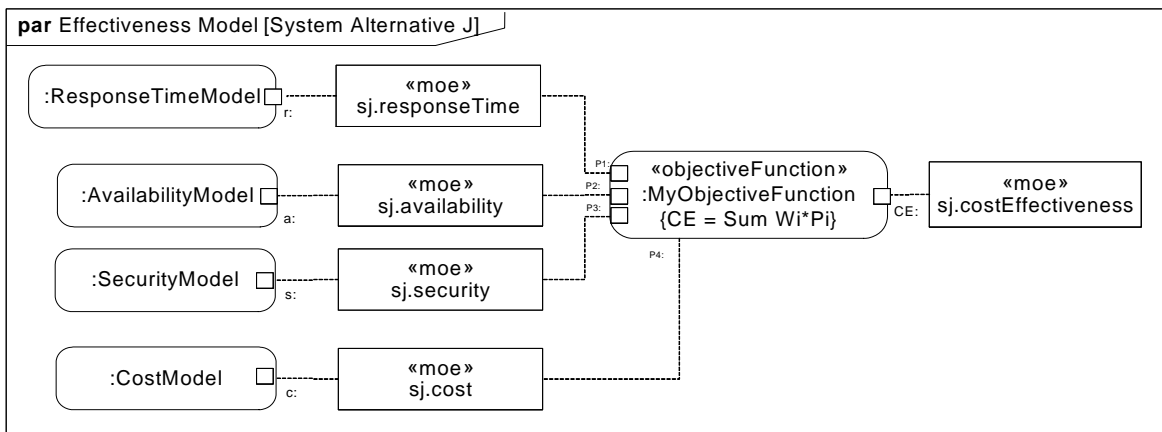 par Effectiveness Model [System Alternative J]
:ResponseTimeModel
r:
«moe»
sj.responseTime
:AvailabilityModel
a:
«moe»
sj.availability
:SecurityModel
s:
«moe»
sj.security
:CostModel
c:
«moe»
sj.cost
P1:
P2:
P3:
P4:
«objectiveFunction»
:MyObjectiveFunction
{CE = Sum Wi*Pi}
CE:
«moe»
sj.costEffectiveness